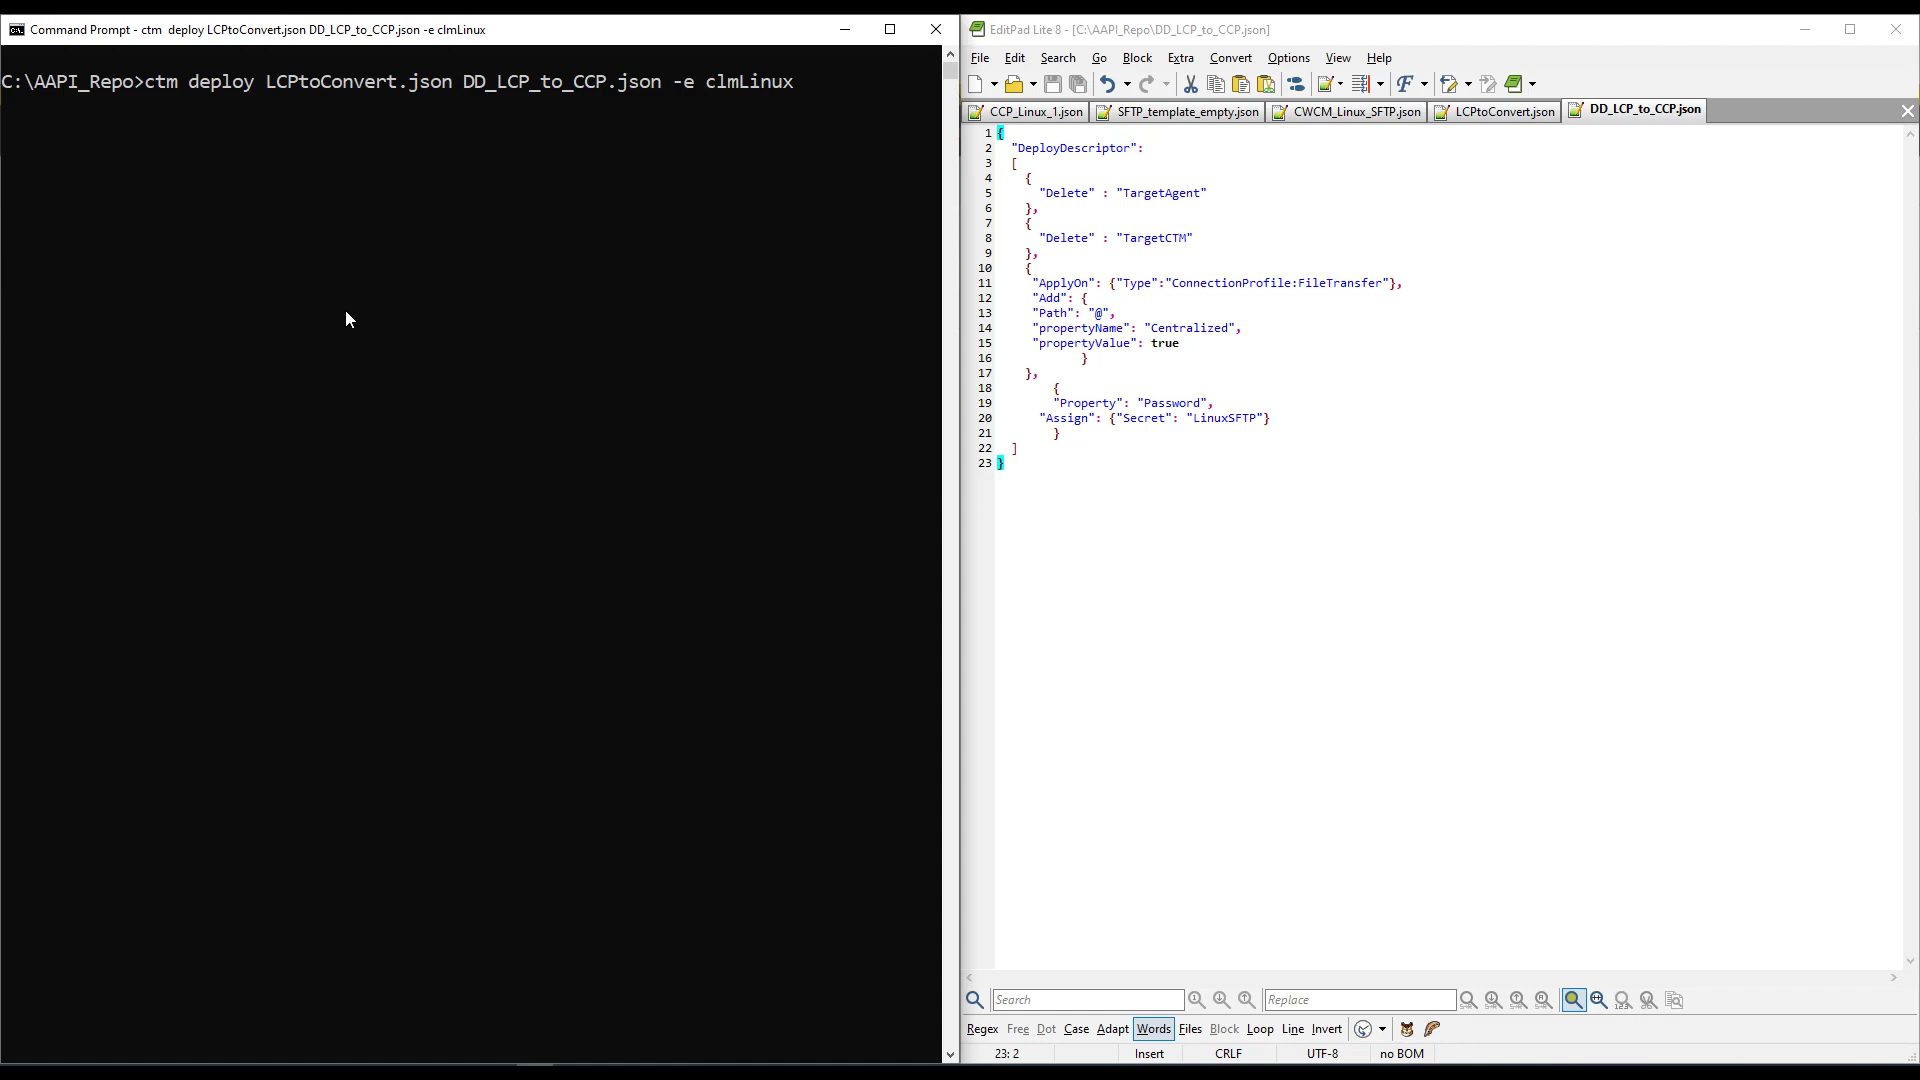 Command Prompt - ctm  deploy LCPtoConvert.json DD_LCP_to_CCP.json -e clmLinux
C:\AAPI_Repo>ctm deploy LCPtoConvert.json DD_LCP_to_CCP.json -e clmLinux
EditPad Lite 8 - [C:\AAPI_Repo\DD_LCP_to_CCP.json]
File Edit Search Go Block Extra Convert Options View Help
CCP_Linux_1.json SFTP_template_empty.json CWCM_Linux_SFTP.json LCPtoConvert.json DD_LCP_to_CCP.json
1 {
2 "DeployDescriptor":
3 [
4 {
5 "Delete" : "TargetAgent"
6 },
7 {
8 "Delete" : "TargetCTM"
9 },
10 {
11 "ApplyOn": {"Type":"ConnectionProfile:FileTransfer"},
12 "Add": {
13 "Path": "@",
14 "propertyName": "Centralized",
15 "propertyValue": true
16 }
17 },
18 {
19 "Property": "Password",
20 "Assign": {"Secret": "LinuxSFTP"}
21 }
22 ]
23 }
Search Replace
Regex Free Dot Case Adapt Words Files Block Loop Line Invert
23: 2 Insert CRLF UTF-8 no BOM